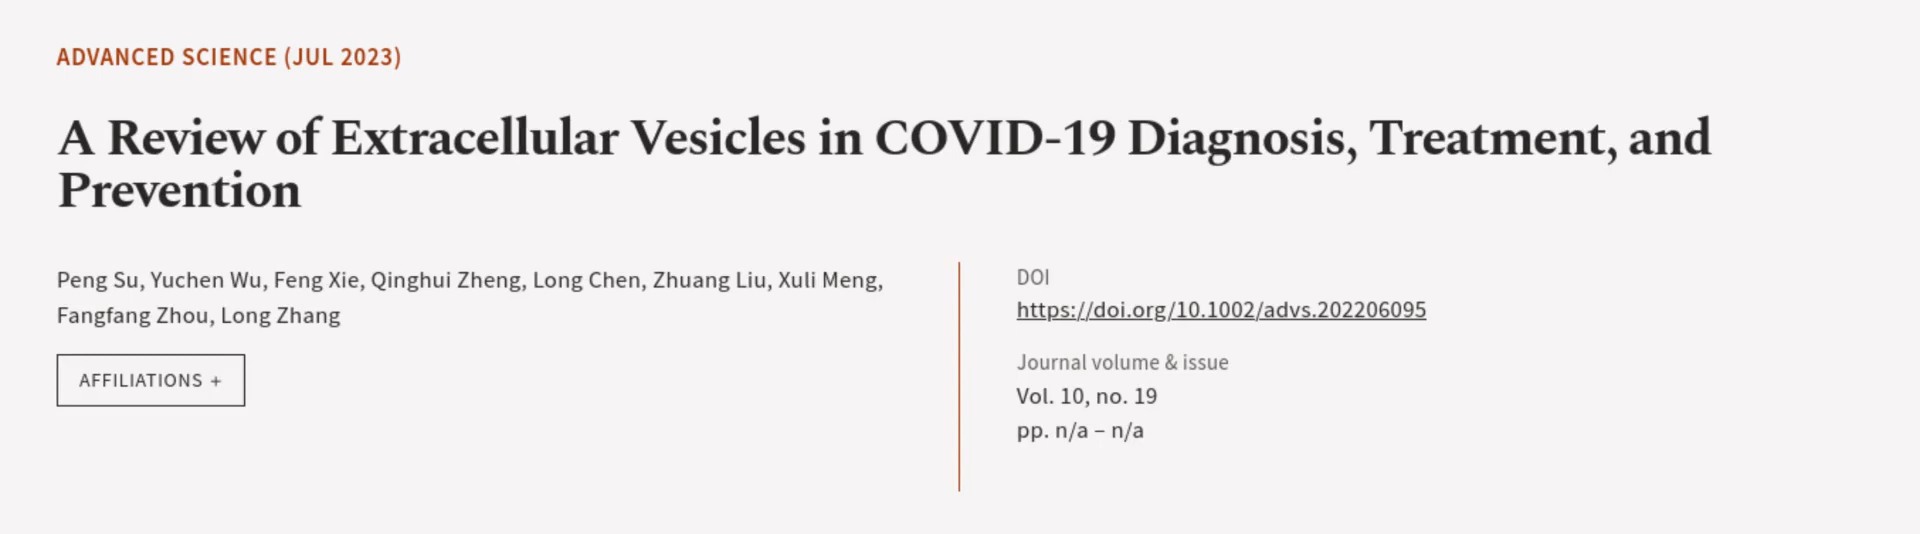 ADVANCED SCIENCE (JUL 2023)
A Review of Extracellular Vesicles in COVID-19 Diagnosis, Treatment, and
Prevention
Peng Su, Yuchen Wu, Feng Xie, Qinghui Zheng, Long Chen, Zhuang Liu, Xuli Meng,
Fangfang Zhou, Long Zhang
AFFILIATIONS +
DOI
https://doi.org/10.1002/advs.202206095
Journal volume & issue
Vol. 10, no. 19
pp. n/a – n/a